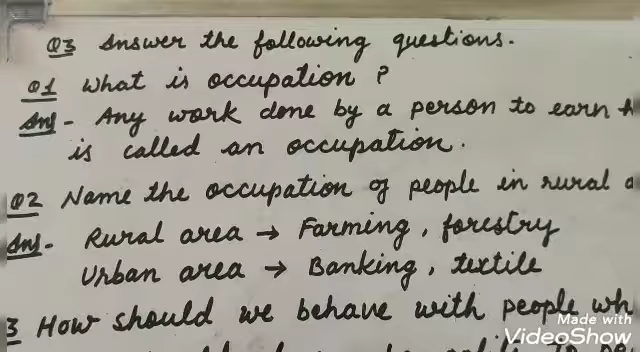 Q3 Answer the following questions.
Q1 What is occupation ?
Ans - Any work done by a person to earn
is called an occupation.
Q2 Name the occupation of people in rural
Ans - Rural area → Farming, forestry
Urban area → Banking, textile
3 How should we behave with people
Made with
VideoShow